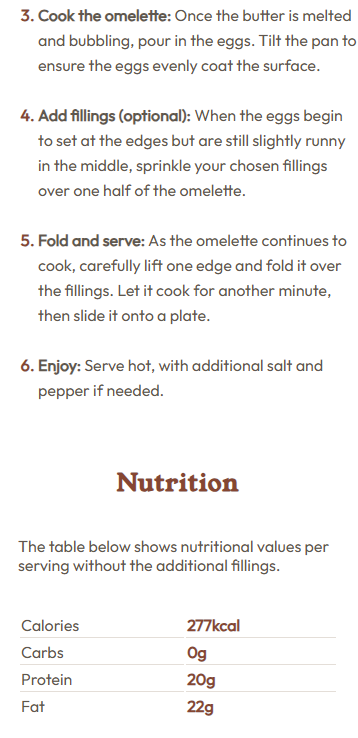 3. Cook the omelette: Once the butter is melted
and bubbling, pour in the eggs. Tilt the pan to
ensure the eggs evenly coat the surface.
4. Add fillings (optional): When the eggs begin
to set at the edges but are still slightly runny
in the middle, sprinkle your chosen fillings
over one half of the omelette.
5. Fold and serve: As the omelette continues to
cook, carefully lift one edge and fold it over
the fillings. Let it cook for another minute,
then slide it onto a plate.
6. Enjoy: Serve hot, with additional salt and
pepper if needed.
Nutrition
The table below shows nutritional values per
serving without the additional fillings.
Calories 277kcal
Carbs 0g
Protein 20g
Fat 22g